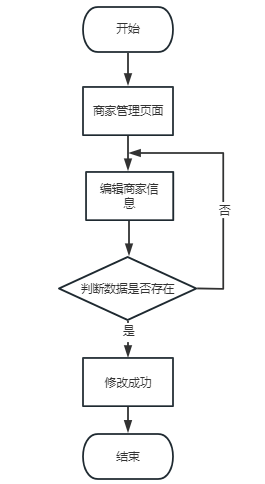 开始
商家管理页面
编辑商家信
息
否
判断数据是否存在
是
修改成功
结束